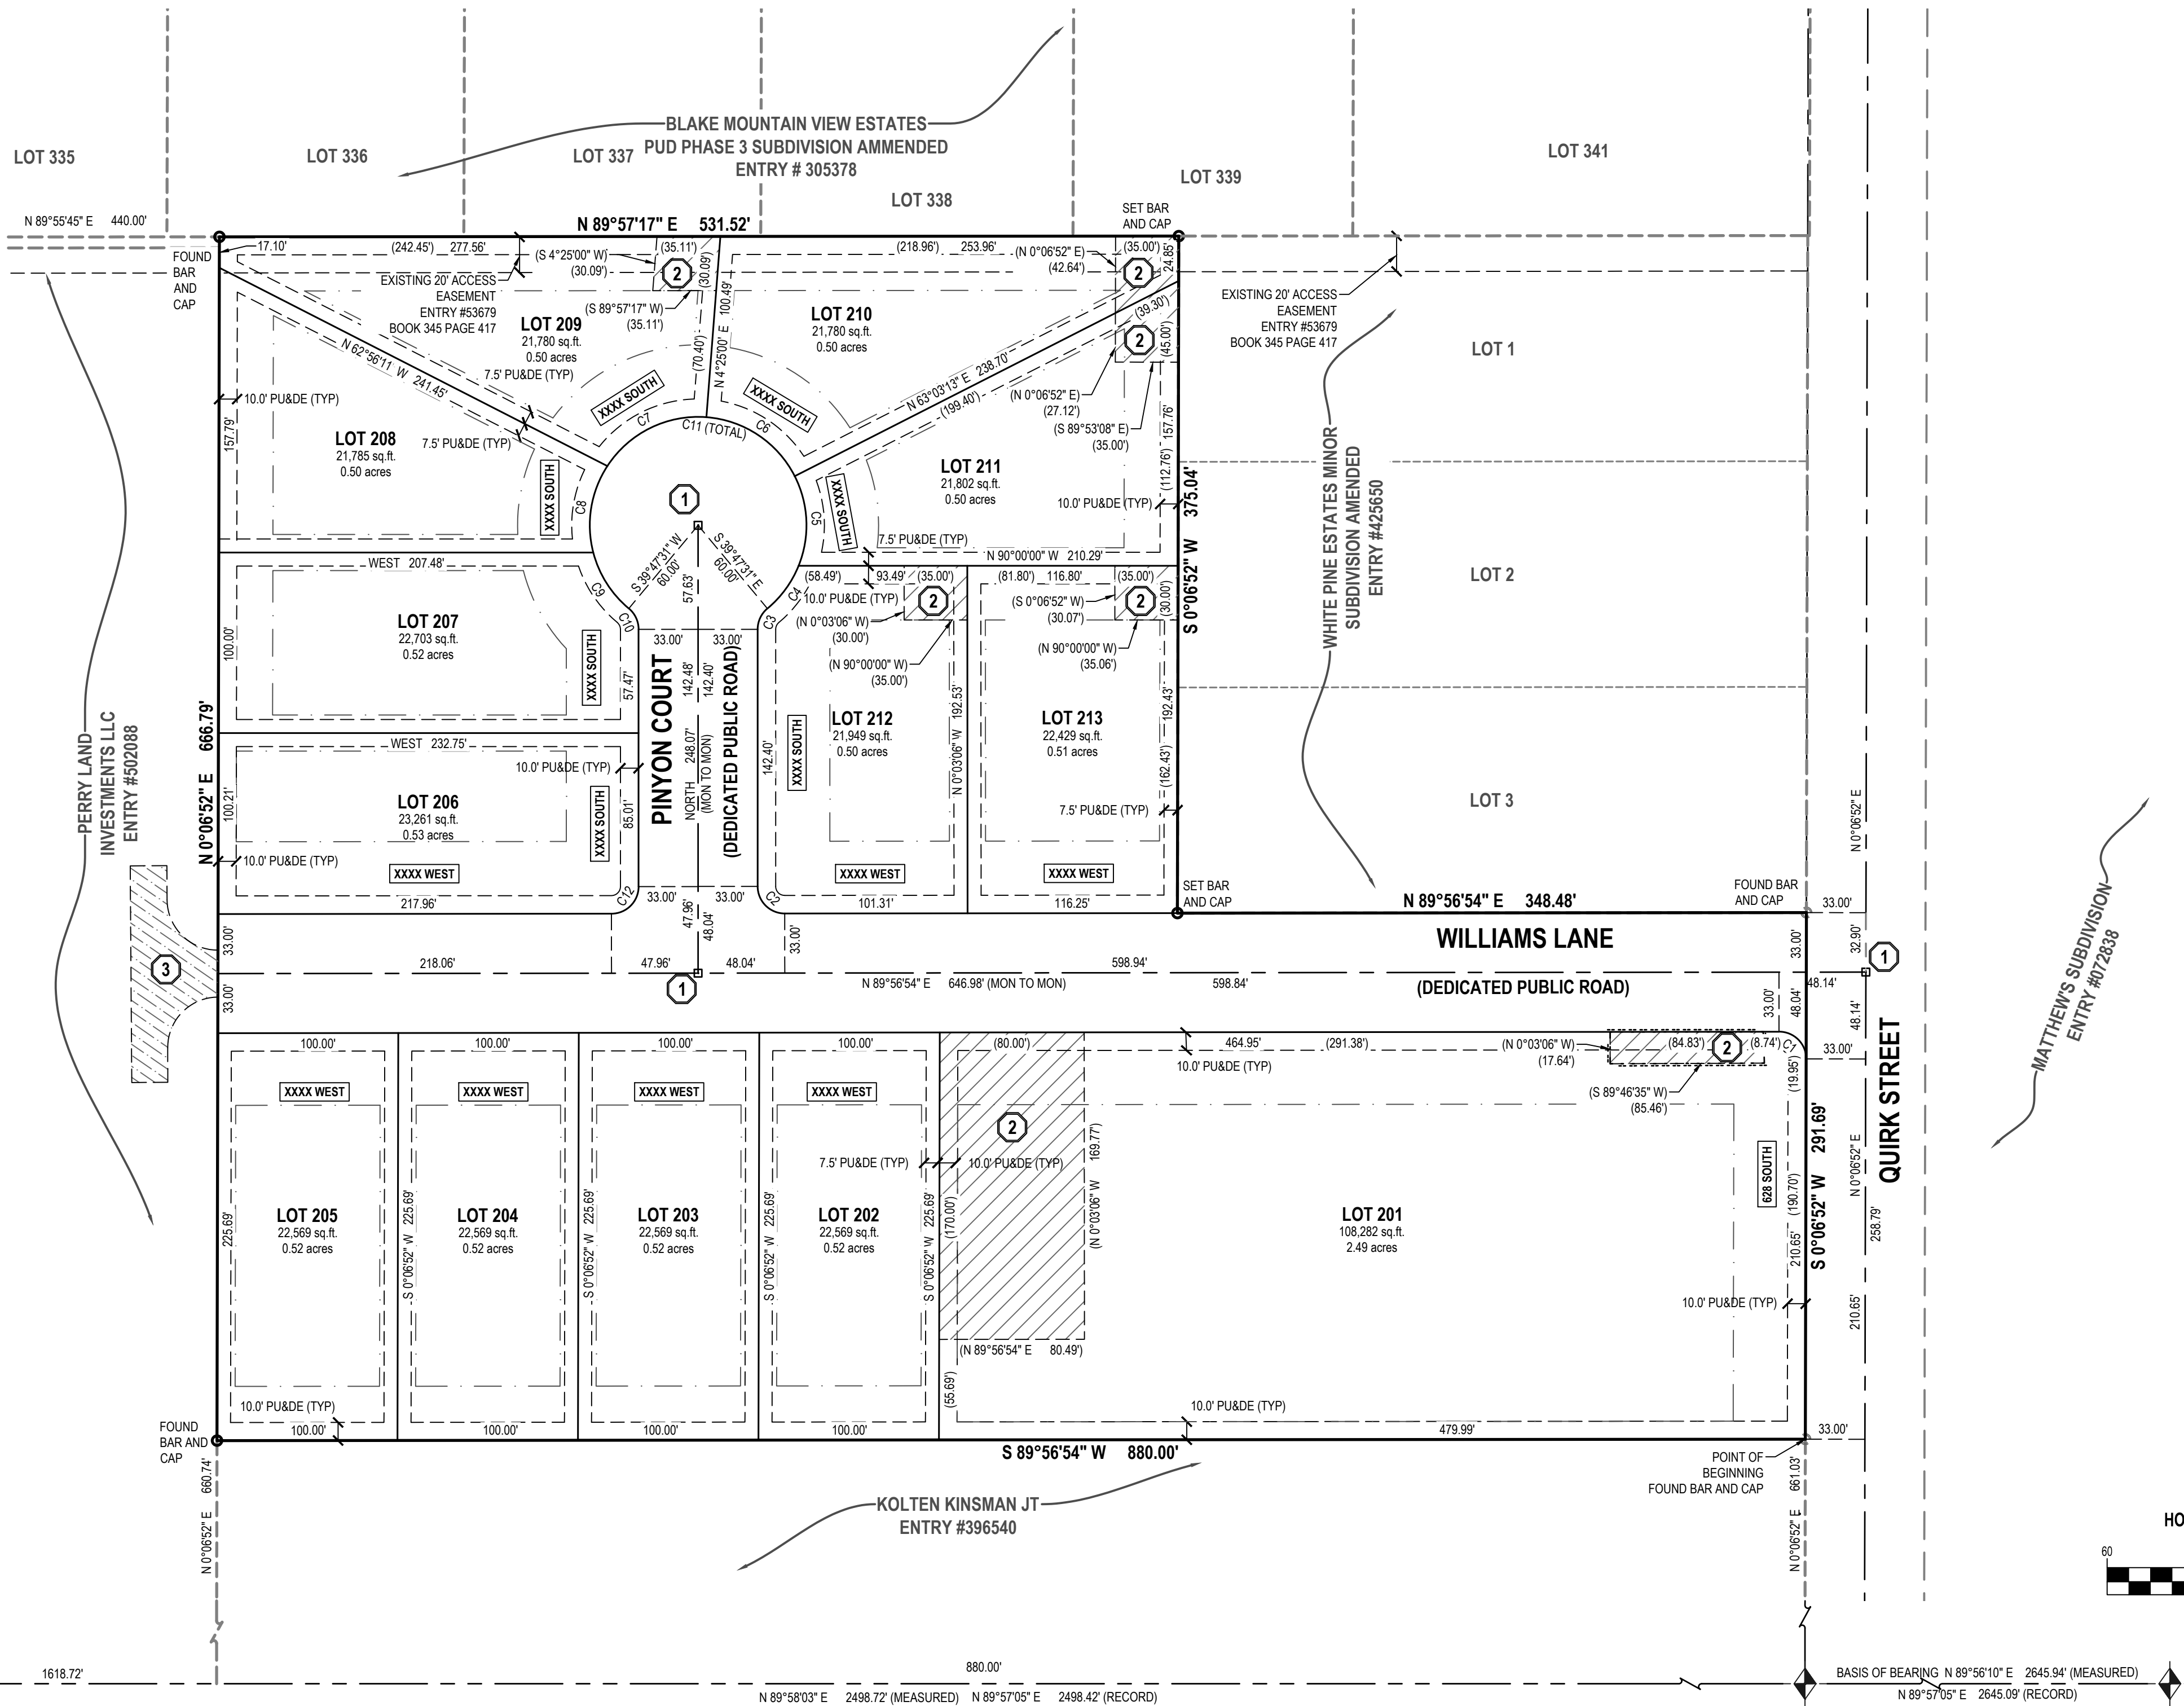 LOT 335
LOT 336
LOT 337
BLAKE MOUNTAIN VIEW ESTATES
PUD PHASE 3 SUBDIVISION AMMENDED
ENTRY # 305378
LOT 338
LOT 339
LOT 341
N 89°55'45" E 440.00'
FOUND
BAR
AND
CAP
N 89°57'17" E 531.52'
SET BAR
AND CAP
17.10'
(242.45') 277.56'
(S 4°25'00" W)
(30.09')
(35.11')
2
(30.09')
(218.96') 253.96'
(N 0°06'52" E)
(42.64')
(35.00')
2
24.85'
EXISTING 20' ACCESS
EASEMENT
ENTRY #53679
BOOK 345 PAGE 417
(S 89°57'17" W)
(35.11')
N 4°25'00" E 100.49'
(70.40')
LOT 209
21,780 sq.ft.
0.50 acres
7.5' PU&DE (TYP)
LOT 210
21,780 sq.ft.
0.50 acres
(39.30')
2
(45.00')
EXISTING 20' ACCESS
EASEMENT
ENTRY #53679
BOOK 345 PAGE 417
LOT 1
N 62°56'11 W 241.45'
10.0' PU&DE (TYP)
157.79'
LOT 208
21,785 sq.ft.
0.50 acres
7.5' PU&DE (TYP)
XXXX SOUTH
C7
C11 (TOTAL)
C6
XXXX SOUTH
N 63°03'13" E 238.70'
(199.40')
(N 0°06'52" E)
(27.12')
(S 89°53'08" E)
(35.00')
157.76'
(112.76')
LOT 211
21,802 sq.ft.
0.50 acres
10.0' PU&DE (TYP)
XXXX SOUTH
C8
1
C5
XXXX SOUTH
7.5' PU&DE (TYP)
N 90°00'00" W 210.29'
S 0°06'52" W 375.04'
WHITE PINE ESTATES MINOR
SUBDIVISION AMENDED
ENTRY #425650
LOT 2
WEST 207.48'
S 39°47'31" W
60.00'
S 39°47'31" E
60.00'
57.63'
C9
C10
C4
C3
(58.49') 93.49' (35.00')
10.0' PU&DE (TYP)
2
(N 0°03'06" W)
(30.00')
(N 90°00'00" W)
(35.00')
(81.80') 116.80' (35.00')
(S 0°06'52" W)
(30.07')
2
(30.00')
(N 90°00'00" W)
(35.06')
LOT 207
22,703 sq.ft.
0.52 acres
100.00'
XXXX SOUTH
57.47'
33.00' 33.00'
PINYON COURT
142.48'
142.40'
NORTH 248.07'
(MON TO MON)
(DEDICATED PUBLIC ROAD)
142.40'
XXXX SOUTH
LOT 212
21,949 sq.ft.
0.50 acres
N 0°03'06" W 192.53'
LOT 213
22,429 sq.ft.
0.51 acres
192.43'
(162.43')
7.5' PU&DE (TYP)
WEST 232.75'
10.0' PU&DE (TYP)
N 0°06'52" E 666.79'
100.21'
LOT 206
23,261 sq.ft.
0.53 acres
XXXX SOUTH
85.01'
10.0' PU&DE (TYP)
XXXX WEST
XXXX WEST
XXXX WEST
LOT 3
PERRY LAND
INVESTMENTS LLC
ENTRY #502088
217.96'
C12
33.00' 33.00'
47.96'
48.04'
C2
101.31'
116.25'
SET BAR
AND CAP
N 89°56'54" E 348.48'
FOUND BAR
AND CAP
33.00'
N 0°06'52" E
32.90'
1
3
33.00'
33.00'
218.06'
47.96'
48.04'
33.00'
1
598.94'
N 89°56'54" E 646.98' (MON TO MON)
598.84'
WILLIAMS LANE
(DEDICATED PUBLIC ROAD)
33.00'
48.14'
33.00'
48.04'
48.14'
QUIRK STREET
MATTHEW'S SUBDIVISION
ENTRY #072838
100.00'
100.00'
100.00'
100.00'
(80.00')
464.95'
(291.38')
10.0' PU&DE (TYP)
(N 0°03'06" W)
(17.64')
(84.83')
2
(8.74')
C1
33.00'
(S 89°46'35" W)
(85.46')
(19.95')
XXXX WEST
XXXX WEST
XXXX WEST
XXXX WEST
2
7.5' PU&DE (TYP)
10.0' PU&DE (TYP)
(N 0°03'06" W 169.77')
628 SOUTH
(190.70')
210.65'
S 0°06'52" W 291.69'
N 0°06'52" E
258.79'
210.65'
225.69'
LOT 205
22,569 sq.ft.
0.52 acres
S 0°06'52" W 225.69'
LOT 204
22,569 sq.ft.
0.52 acres
S 0°06'52" W 225.69'
LOT 203
22,569 sq.ft.
0.52 acres
S 0°06'52" W 225.69'
LOT 202
22,569 sq.ft.
0.52 acres
S 0°06'52" W 225.69'
(170.00')
LOT 201
108,282 sq.ft.
2.49 acres
10.0' PU&DE (TYP)
(N 89°56'54" E 80.49')
(55.69')
10.0' PU&DE (TYP)
10.0' PU&DE (TYP)
FOUND
BAR AND
CAP
100.00'
100.00'
100.00'
100.00'
479.99'
33.00'
S 89°56'54" W 880.00'
POINT OF
BEGINNING
FOUND BAR AND CAP
N 0°06'52" E 660.74'
N 0°06'52" E 661.03'
KOLTEN KINSMAN JT
ENTRY #396540
HO
60
1618.72'
880.00'
N 89°58'03" E 2498.72' (MEASURED) N 89°57'05" E 2498.42' (RECORD)
BASIS OF BEARING N 89°56'10" E 2645.94' (MEASURED)
N 89°57'05" E 2645.09' (RECORD)